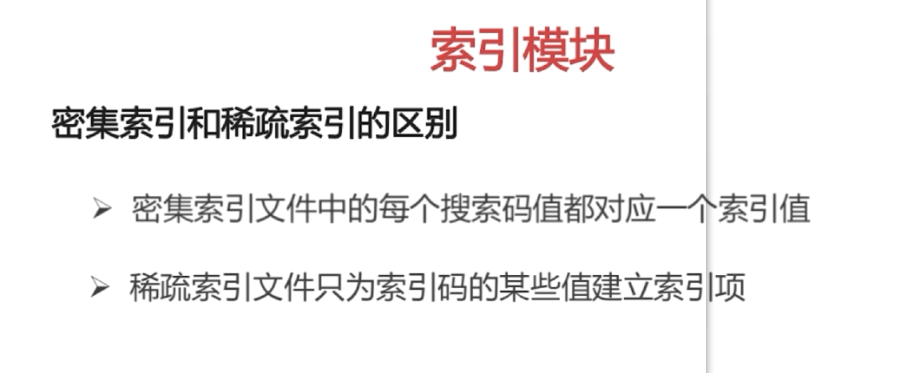 索引模块
密集索引和稀疏索引的区别
➢ 密集索引文件中的每个搜索码值都对应一个索引值
➢ 稀疏索引文件只为索引码的某些值建立索引项